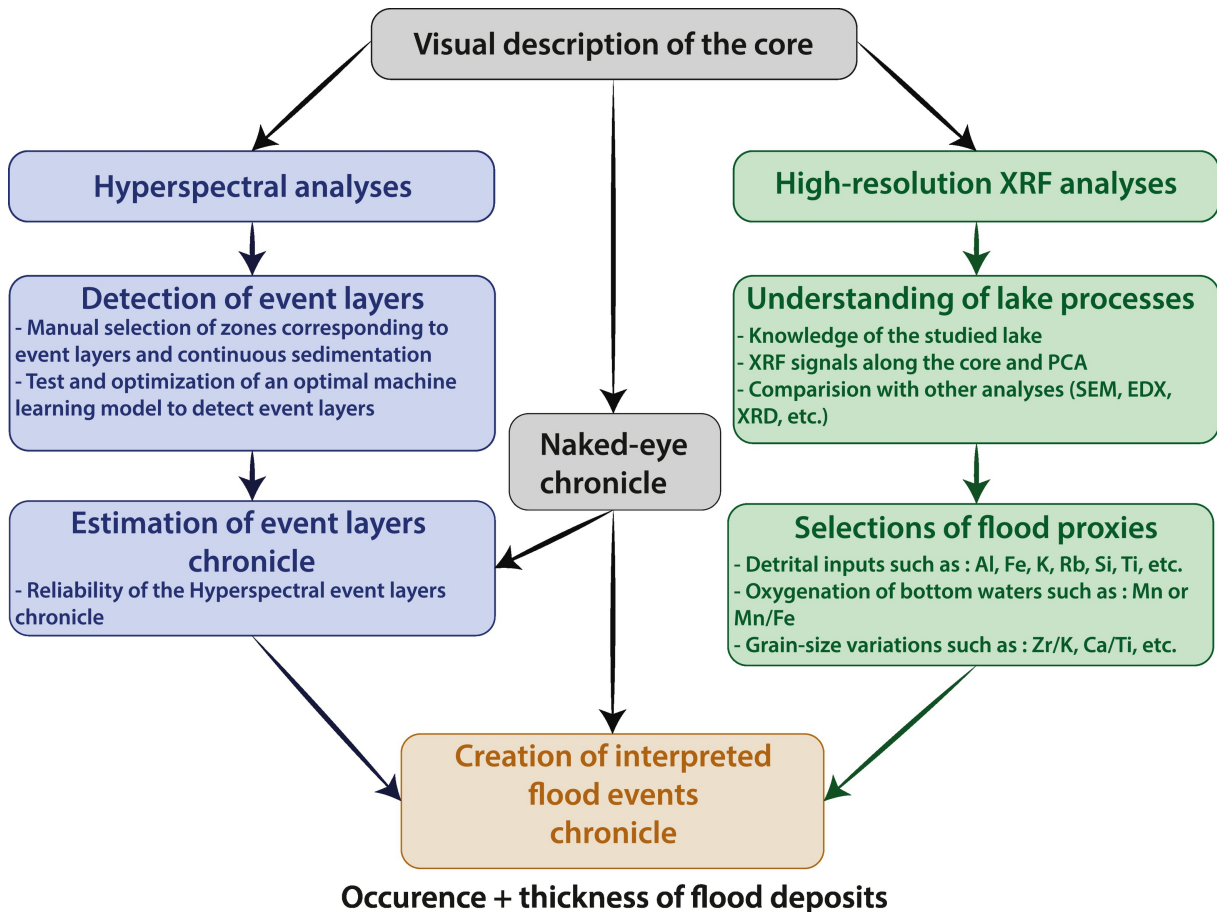 Visual description of the core
Hyperspectral analyses
High-resolution XRF analyses
Detection of event layers
- Manual selection of zones corresponding to
event layers and continuous sedimentation
- Test and optimization of an optimal machine
learning model to detect event layers
Understanding of lake processes
- Knowledge of the studied lake
- XRF signals along the core and PCA
- Comparision with other analyses (SEM, EDX,
XRD, etc.)
Naked-eye
chronicle
Estimation of event layers
chronicle
- Reliability of the Hyperspectral event layers
chronicle
Selections of flood proxies
- Detrital inputs such as : Al, Fe, K, Rb, Si, Ti, etc.
- Oxygenation of bottom waters such as : Mn or
Mn/Fe
- Grain-size variations such as : Zr/K, Ca/Ti, etc.
Creation of interpreted
flood events
chronicle
Occurence + thickness of flood deposits